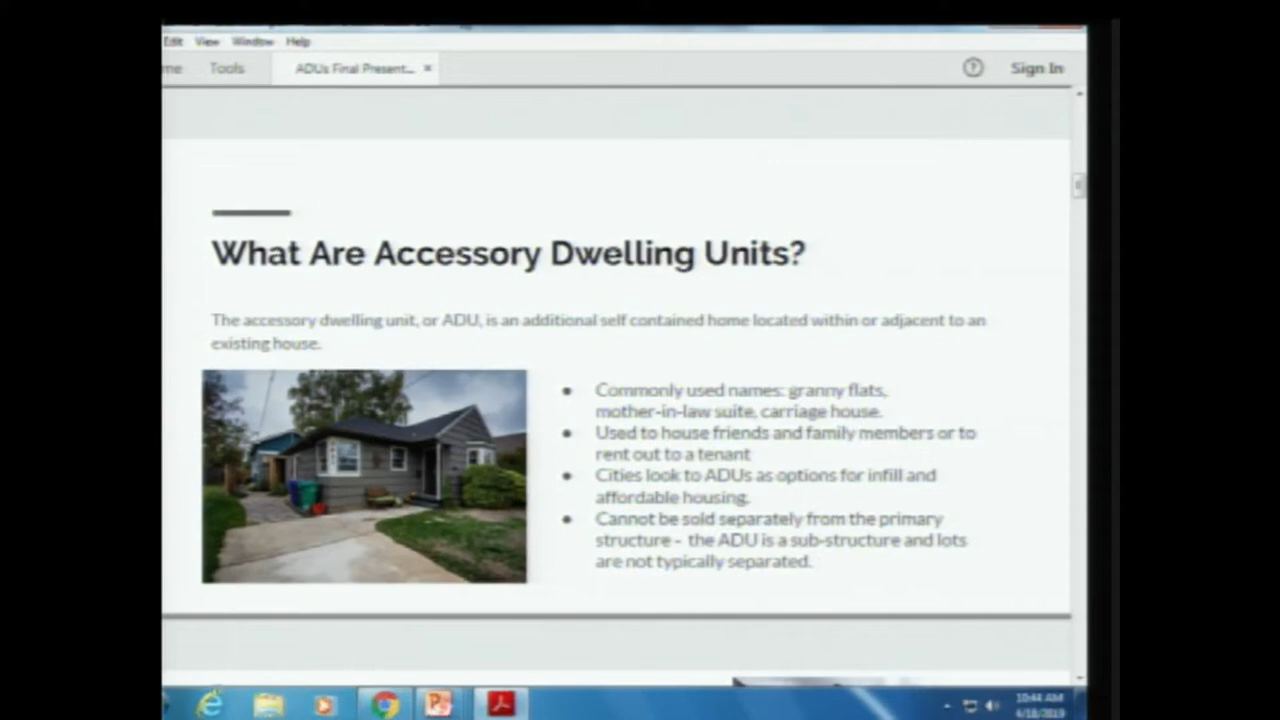 Edit View Window Help
me Tools ADUs Final Present... × ? Sign In
What Are Accessory Dwelling Units?
The accessory dwelling unit, or ADU, is an additional self contained home located within or adjacent to an
existing house.
● Commonly used names: granny flats,
mother-in-law suite, carriage house.
● Used to house friends and family members or to
rent out to a tenant
● Cities look to ADUs as options for infill and
affordable housing.
● Cannot be sold separately from the primary
structure - the ADU is a sub-structure and lots
are not typically separated.
10:44 AM
4/18/2019